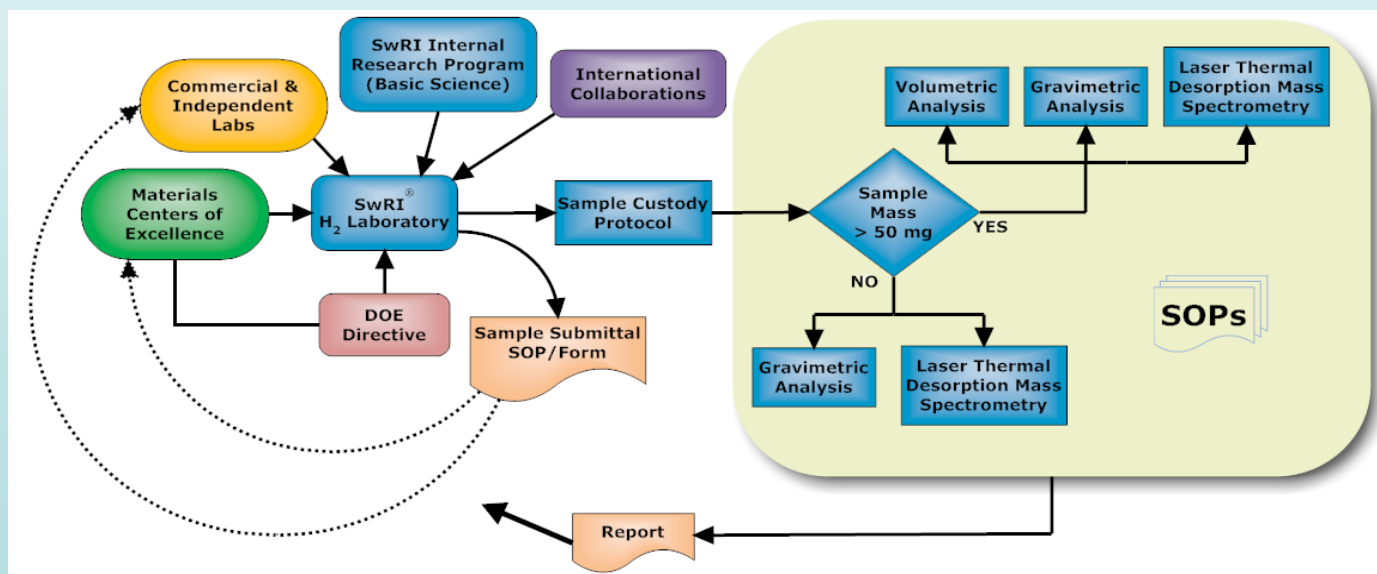 Commercial &
Independent
Labs
SwRI Internal
Research Program
(Basic Science)
International
Collaborations
Materials
Centers of
Excellence
SwRI®
H2 Laboratory
DOE
Directive
Sample Custody
Protocol
Sample Submittal
SOP/Form
Volumetric
Analysis
Gravimetric
Analysis
Laser Thermal
Desorption Mass
Spectrometry
Sample
Mass
> 50 mg
YES
NO
Gravimetric
Analysis
Laser Thermal
Desorption Mass
Spectrometry
SOPs
Report